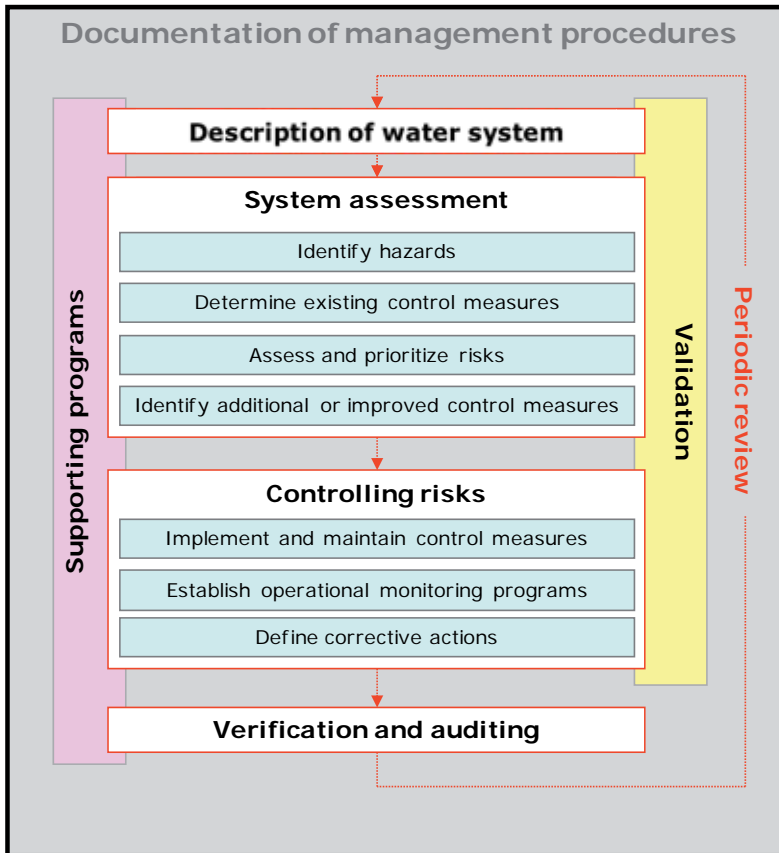 Documentation of management procedures
Description of water system
System assessment
Identify hazards
Determine existing control measures
Assess and prioritize risks
Identify additional or improved control measures
Controlling risks
Implement and maintain control measures
Establish operational monitoring programs
Define corrective actions
Verification and auditing
Supporting programs
Validation
Periodic review